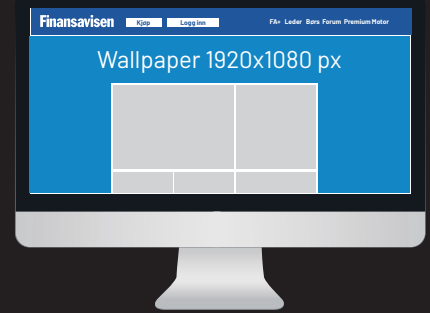 Finansavisen Kjøp Logg inn FA+ Leder Børs Forum Premium Motor
Wallpaper 1920x1080 px